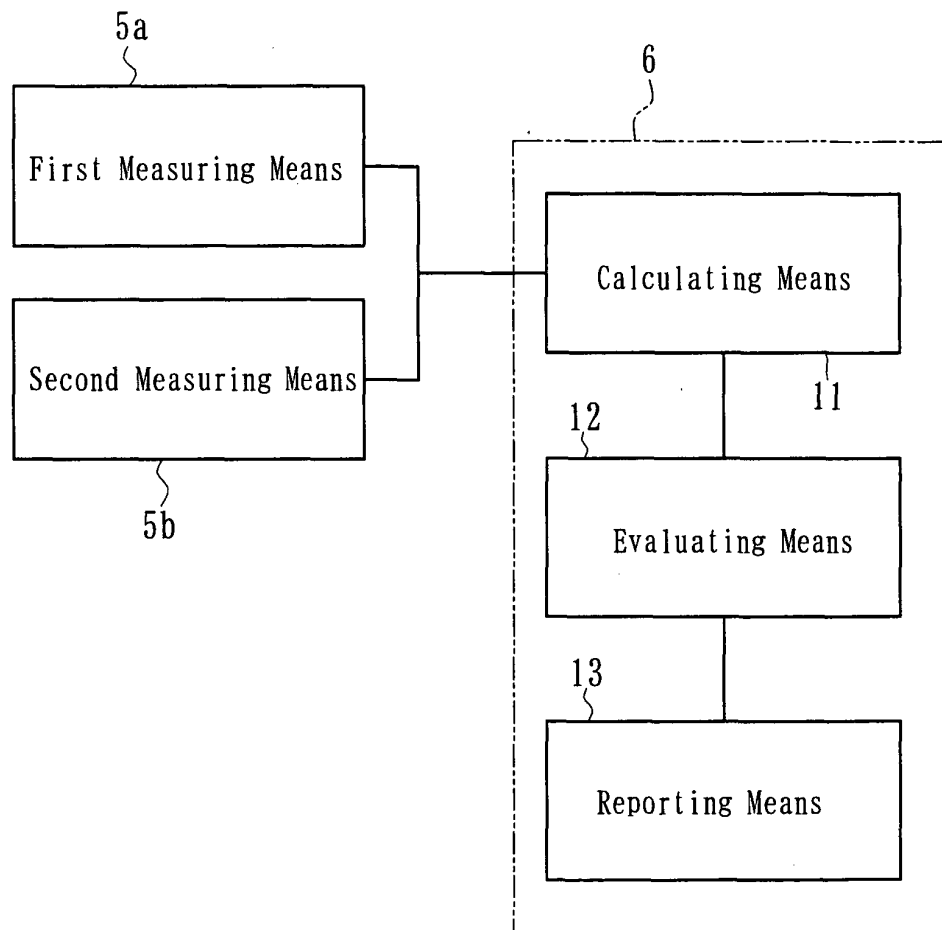 5a
6
First Measuring Means
Calculating Means
11
Second Measuring Means
5b
12
Evaluating Means
13
Reporting Means